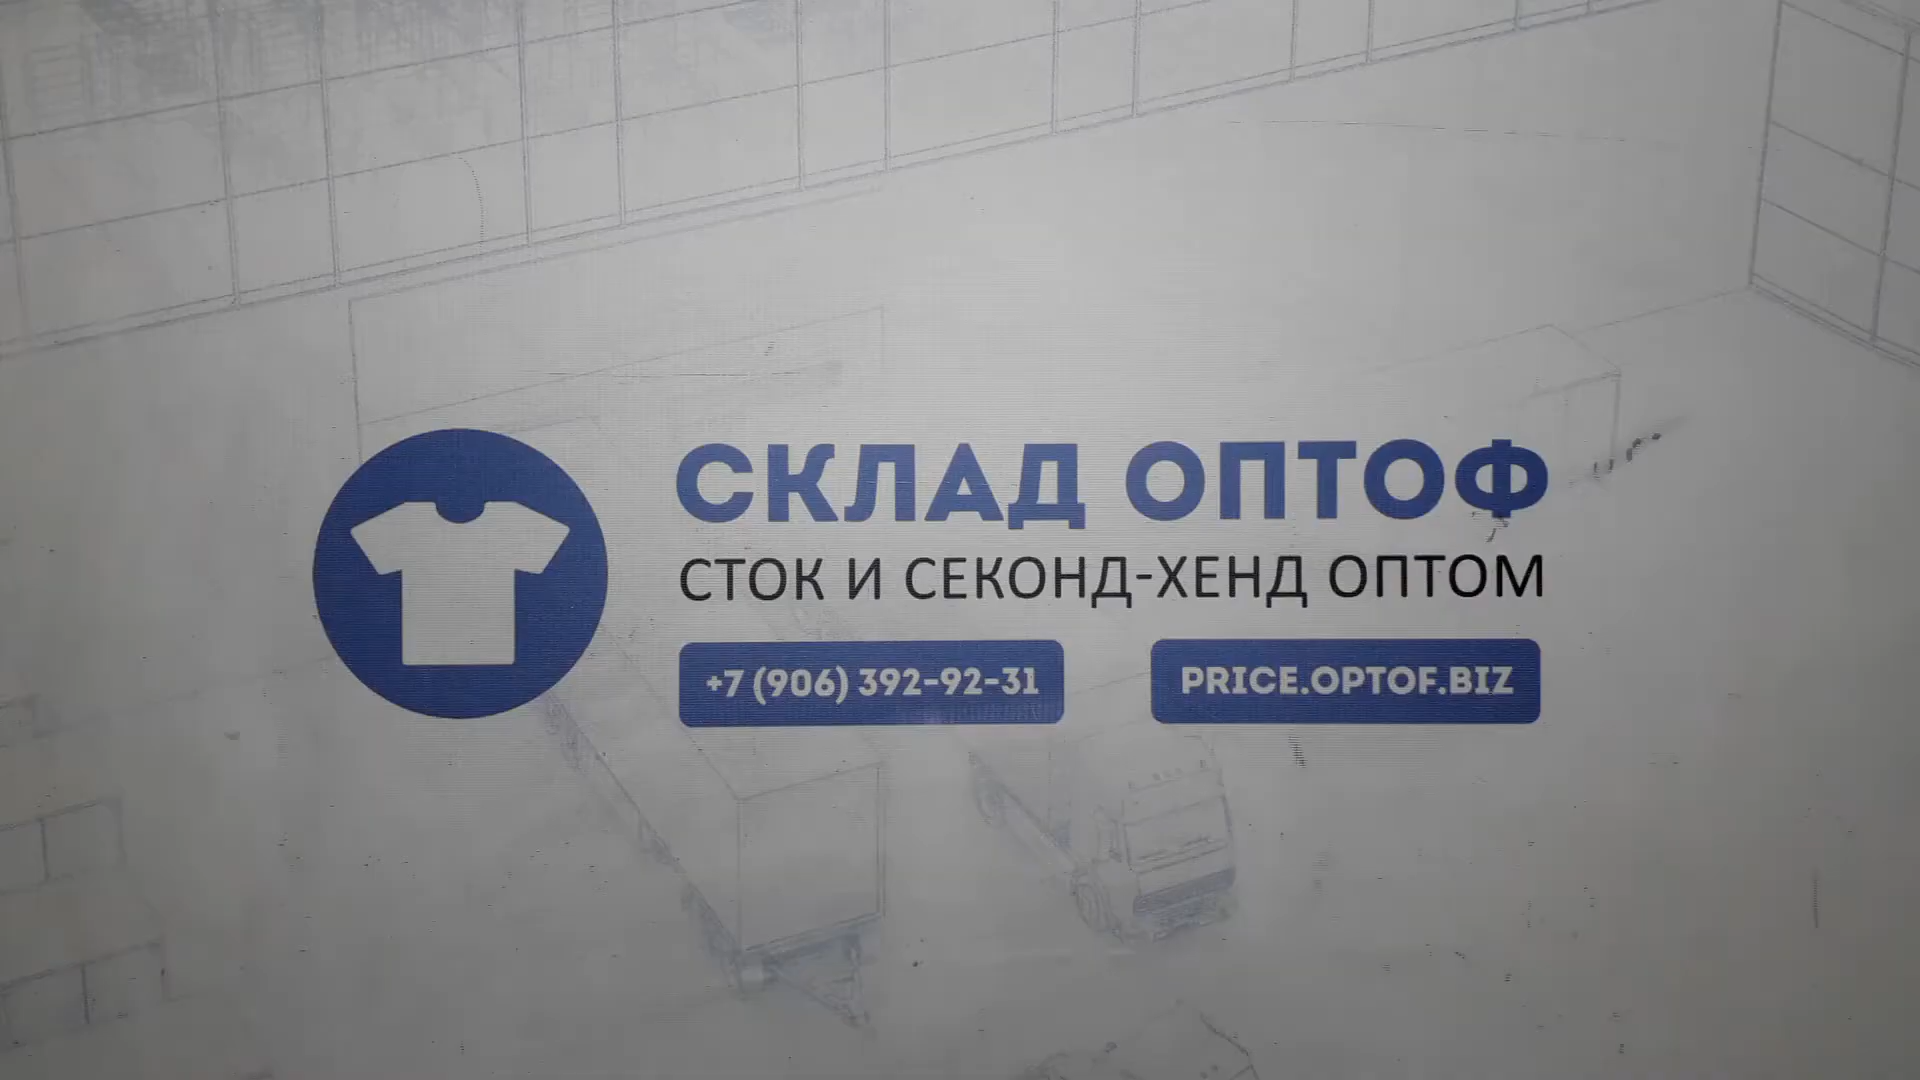 СКЛАД ОПТОФ
СТОК И СЕКОНД-ХЕНД ОПТОМ
+7 (906) 392-92-31
PRICE.OPTOF.BIZ